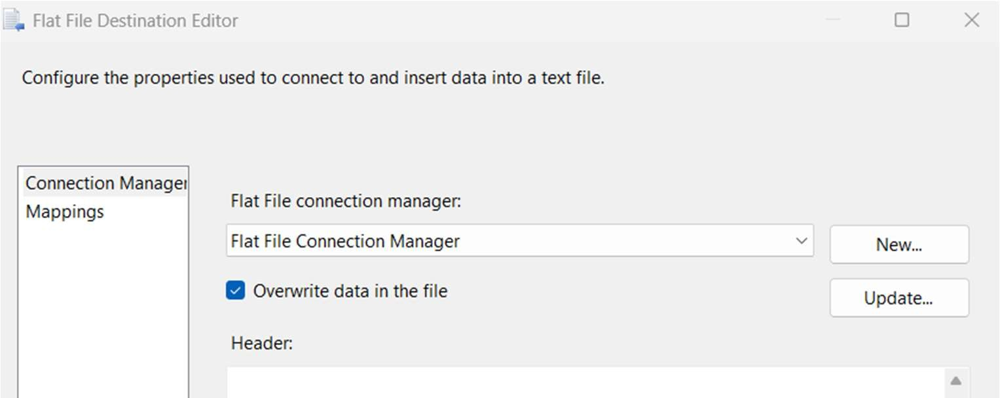 Flat File Destination Editor
Configure the properties used to connect to and insert data into a text file.
Connection Manager
Mappings
Flat File connection manager:
Flat File Connection Manager
New...
Overwrite data in the file
Update...
Header: